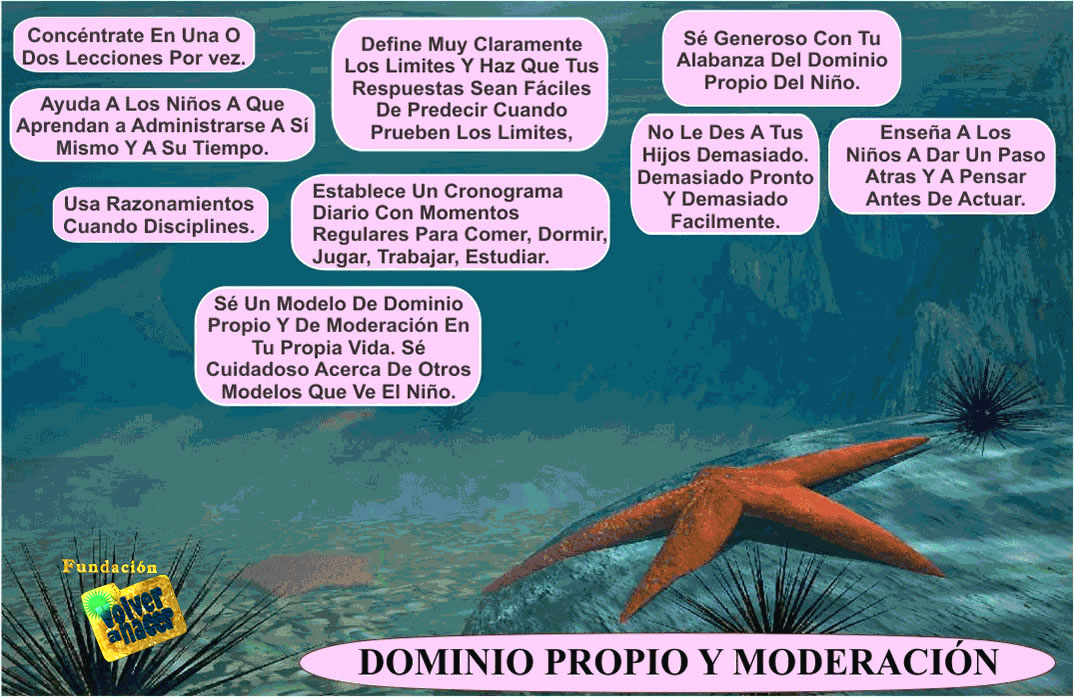 Concéntrate En Una O
Dos Lecciones Por vez.
Ayuda A Los Niños A Que
Aprendan a Administrarse A Sí
Mismo Y A Su Tiempo.
Usa Razonamientos
Cuando Disciplines.
Define Muy Claramente
Los Limites Y Haz Que Tus
Respuestas Sean Fáciles
De Predecir Cuando
Prueben Los Limites,
Establece Un Cronograma
Diario Con Momentos
Regulares Para Comer, Dormir,
Jugar, Trabajar, Estudiar.
Sé Generoso Con Tu
Alabanza Del Dominio
Propio Del Niño.
No Le Des A Tus
Hijos Demasiado.
Demasiado Pronto
Y Demasiado
Facilmente.
Enseña A Los
Niños A Dar Un Paso
Atras Y A Pensar
Antes De Actuar.
Sé Un Modelo De Dominio
Propio Y De Moderación En
Tu Propia Vida. Sé
Cuidadoso Acerca De Otros
Modelos Que Ve El Niño.
Fundación
volver
a naser
DOMINIO PROPIO Y MODERACIÓN